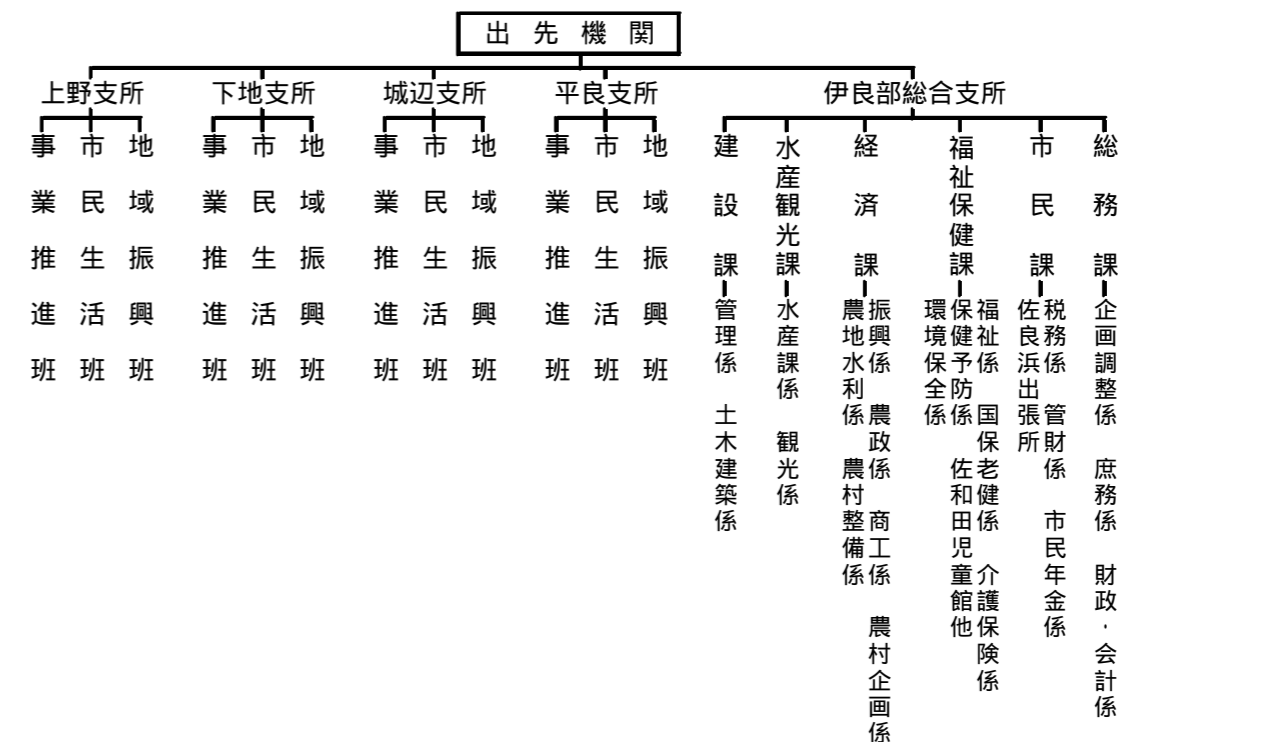 出先機関
伊良部総合支所
総務課
企画調整係 庶務係 財政・会計係
市民課
税務係 管財係 市民年金係
佐良浜出張所
福祉保健課
福祉係 国保老健係 介護保険係
保健予防係 佐和田児童館他
環境保全係
経済課
振興係 農政係 商工係 農村企画係
農地水利係 農村整備係
水産観光課
水産課係 観光係
建設課
管理係 土木建築係
平良支所
地域振興班
市民生活班
事業推進班
城辺支所
地域振興班
市民生活班
事業推進班
下地支所
地域振興班
市民生活班
事業推進班
上野支所
地域振興班
市民生活班
事業推進班